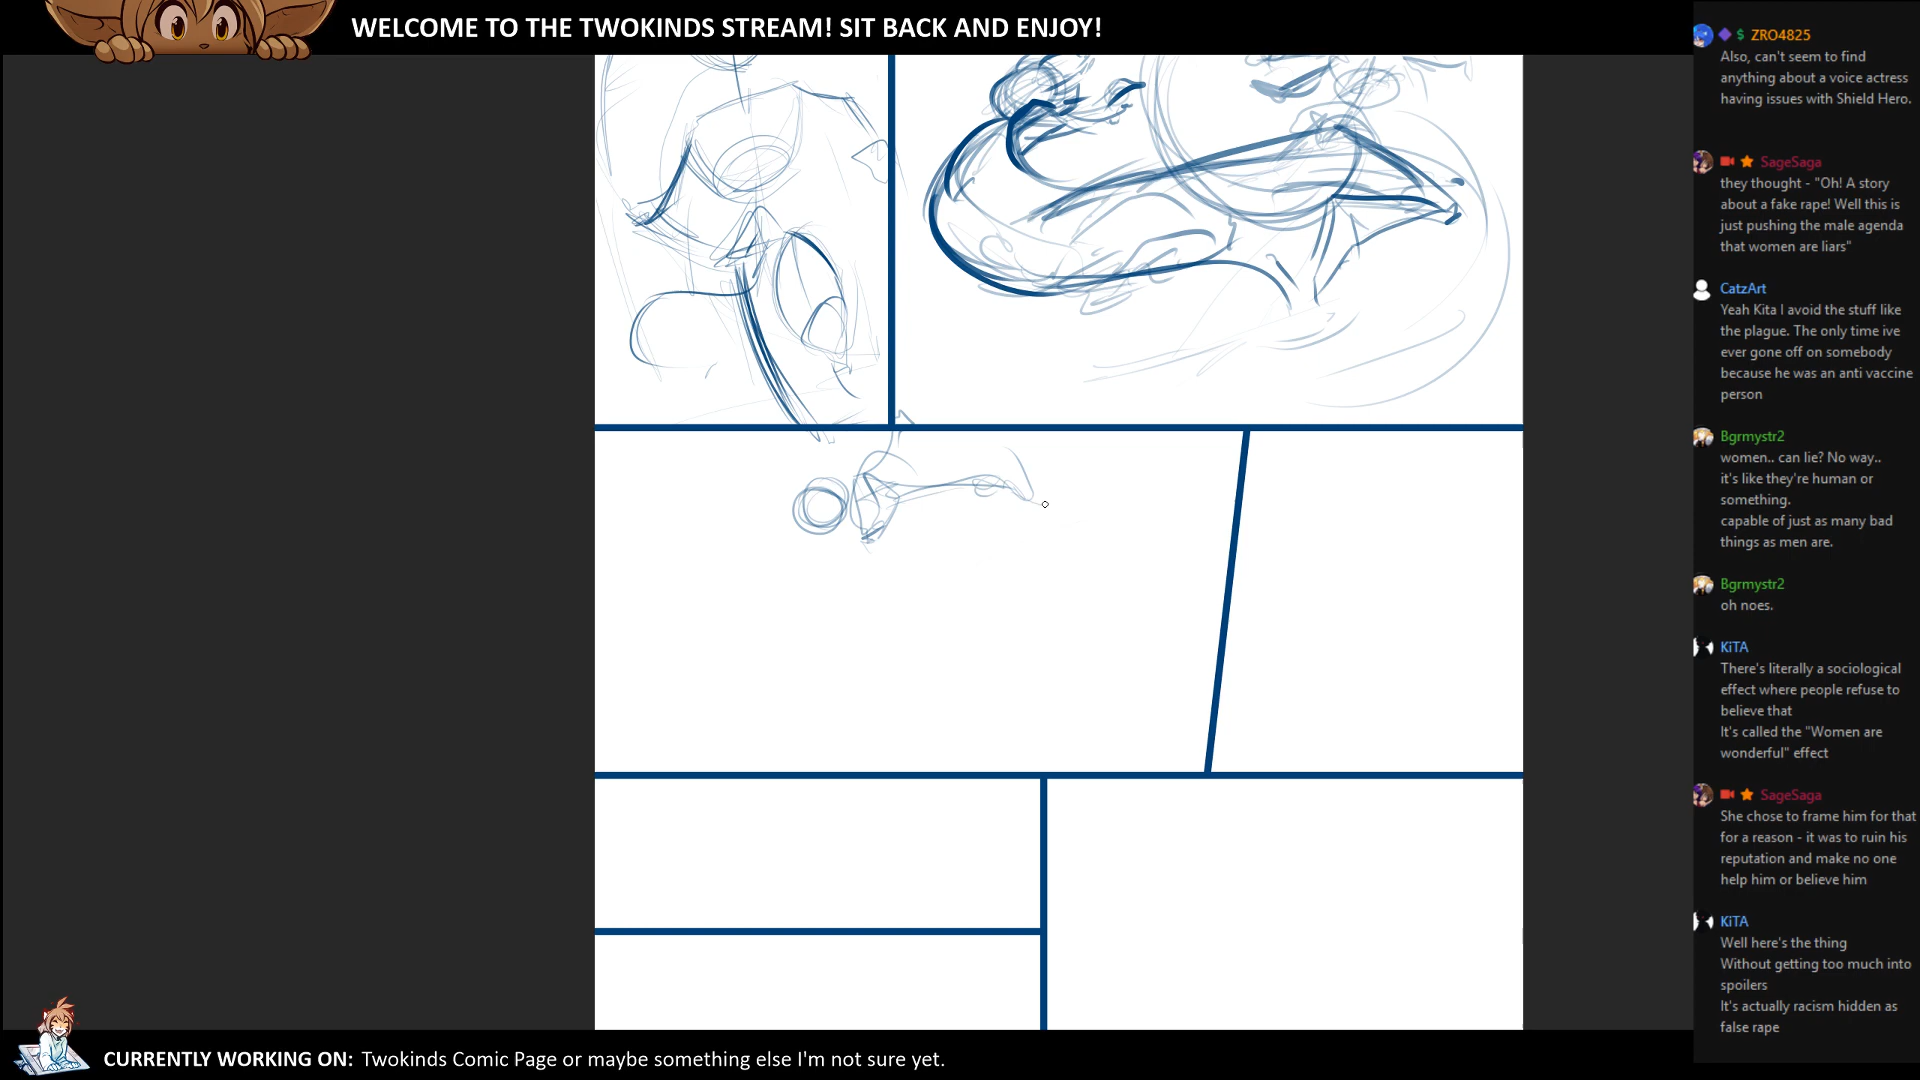 WELCOME TO THE TWOKINDS STREAM! SIT BACK AND ENJOY!
$ ZRO4825
Also, can't seem to find
anything about a voice actress
having issues with Shield Hero.
SageSaga
they thought - "Oh! A story
about a fake rape! Well this is
just pushing the male agenda
that women are liars"
CatzArt
Yeah Kita I avoid the stuff like
the plague. The only time ive
ever gone off on somebody
because he was an anti vaccine
person
Bgrmystr2
women.. can lie? No way..
it's like they're human or
something.
capable of just as many bad
things as men are.
Bgrmystr2
oh noes.
KiTA
There's literally a sociological
effect where people refuse to
believe that
It's called the "Women are
wonderful" effect
SageSaga
She chose to frame him for that
for a reason - it was to ruin his
reputation and make no one
help him or believe him
KiTA
Well here's the thing
Without getting too much into
spoilers
It's actually racism hidden as
false rape
CURRENTLY WORKING ON: Twokinds Comic Page or maybe something else I'm not sure yet.